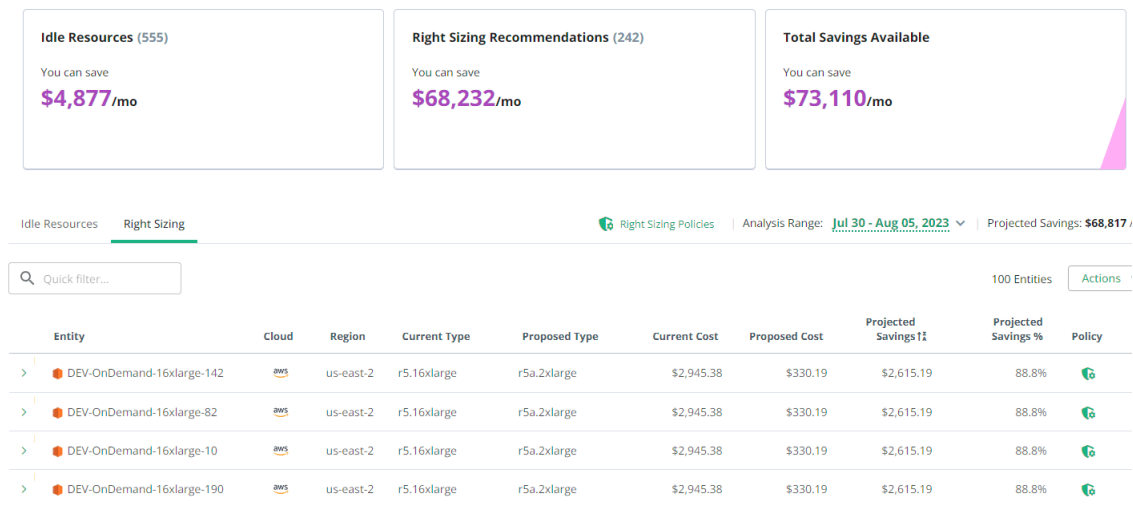 Idle Resources (555)
You can save
$4,877/mo
Right Sizing Recommendations (242)
You can save
$68,232/mo
Total Savings Available
You can save
$73,110/mo
Idle Resources Right Sizing Right Sizing Policies Analysis Range: Jul 30 - Aug 05, 2023 Projected Savings: $68,817 /
Quick filter... 100 Entities Actions
Entity Cloud Region Current Type Proposed Type Current Cost Proposed Cost Projected Savings Projected Savings % Policy
DEV-OnDemand-16xlarge-142 aws us-east-2 r5.16xlarge r5a.2xlarge $2,945.38 $330.19 $2,615.19 88.8%
DEV-OnDemand-16xlarge-82 aws us-east-2 r5.16xlarge r5a.2xlarge $2,945.38 $330.19 $2,615.19 88.8%
DEV-OnDemand-16xlarge-10 aws us-east-2 r5.16xlarge r5a.2xlarge $2,945.38 $330.19 $2,615.19 88.8%
DEV-OnDemand-16xlarge-190 aws us-east-2 r5.16xlarge r5a.2xlarge $2,945.38 $330.19 $2,615.19 88.8%